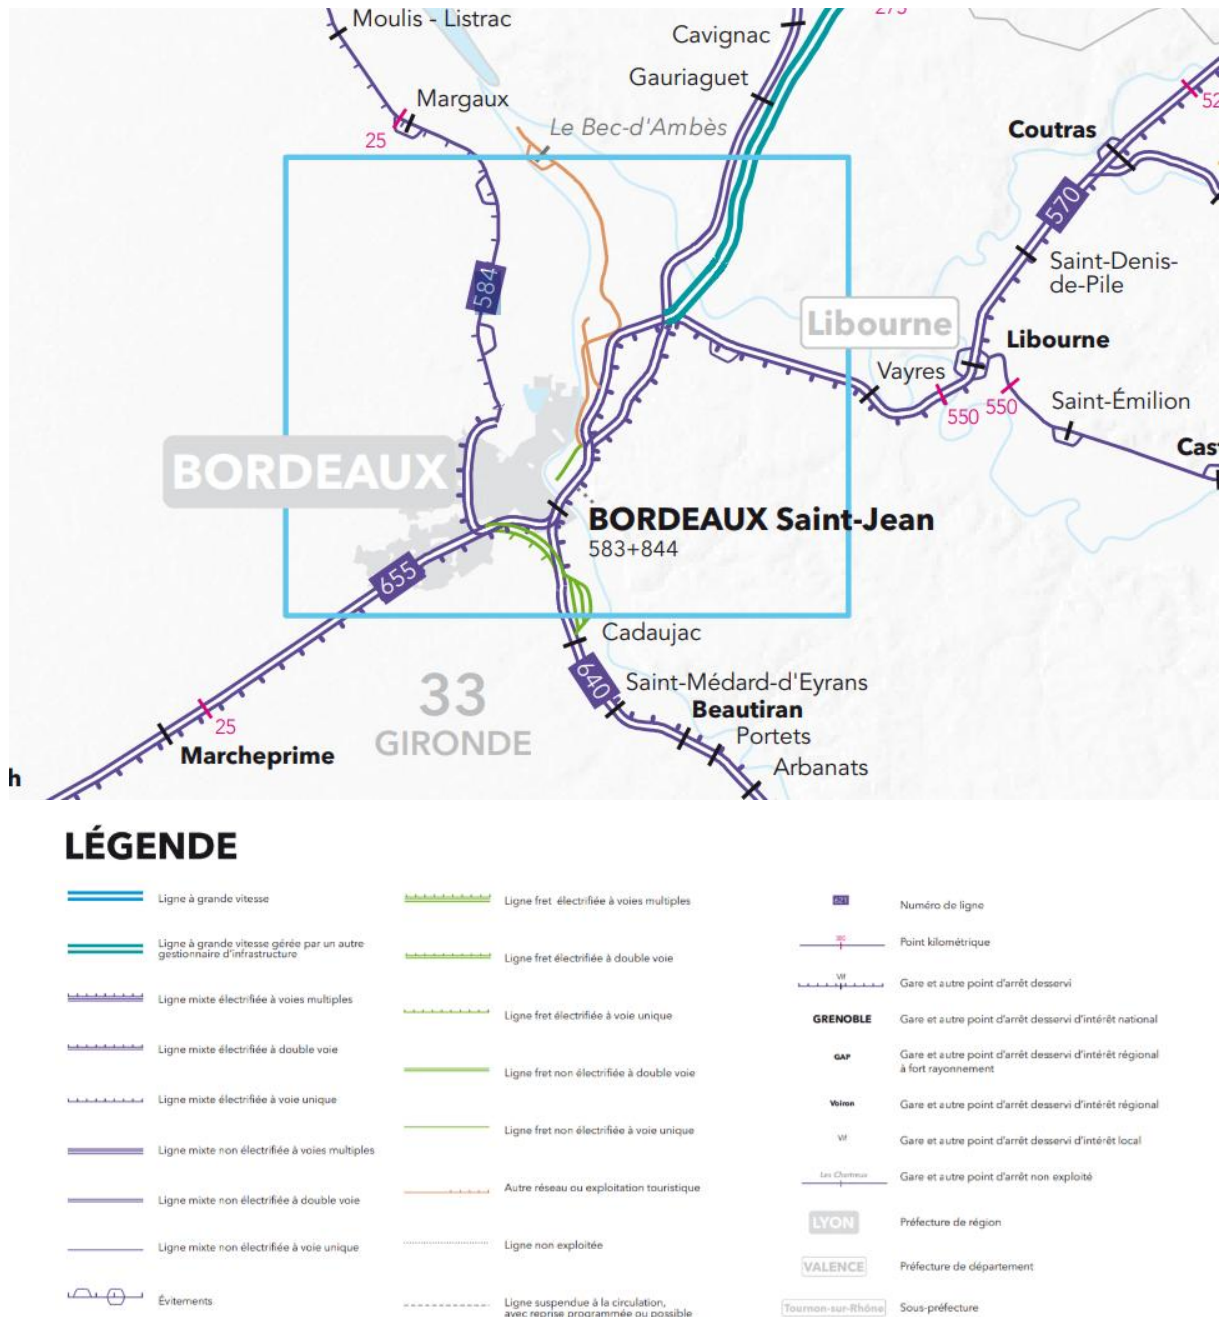 Moulis - Listrac
Cavignac
275
Gauriaguet
Margaux
25
Le Bec-d'Ambès
52
Coutras
570
584
Saint-Denis-
de-Pile
Libourne
Libourne
Vayres
550
550
Saint-Émilion
Cast
BORDEAUX
BORDEAUX Saint-Jean
583+844
655
Cadaujac
640
33
GIRONDE
Saint-Médard-d'Eyrans
Beautiran
25
Portets
Marcheprime
Arbanats
h
LÉGENDE
Ligne à grande vitesse
Ligne à grande vitesse gérée par un autre
gestionnaire d'infrastructure
Ligne mixte électrifiée à voies multiples
Ligne mixte électrifiée à double voie
Ligne mixte électrifiée à voie unique
Ligne mixte non électrifiée à voies multiples
Ligne mixte non électrifiée à double voie
Ligne mixte non électrifiée à voie unique
Évitements
Ligne fret électrifiée à voies multiples
Ligne fret électrifiée à double voie
Ligne fret électrifiée à voie unique
Ligne fret non électrifiée à double voie
Ligne fret non électrifiée à voie unique
Autre réseau ou exploitation touristique
Ligne non exploitée
Ligne suspendue à la circulation,
avec reprise programmée ou possible
Numéro de ligne
Point kilométrique
Vif
Gare et autre point d'arrêt desservi
GRENOBLE
Gare et autre point d'arrêt desservi d'intérêt national
GAP
Gare et autre point d'arrêt desservi d'intérêt régional
à fort rayonnement
Voiron
Gare et autre point d'arrêt desservi d'intérêt régional
Vif
Gare et autre point d'arrêt desservi d'intérêt local
Les Chartreux
Gare et autre point d'arrêt non exploité
LYON
Préfecture de région
VALENCE
Préfecture de département
Tournon-sur-Rhône
Sous-préfecture